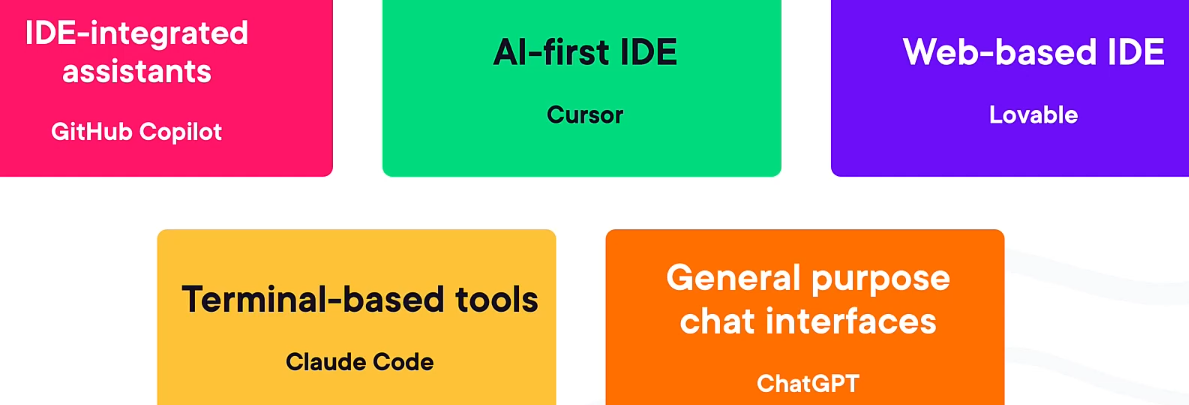 IDE-integrated
assistants
GitHub Copilot
AI-first IDE
Cursor
Web-based IDE
Lovable
Terminal-based tools
Claude Code
General purpose
chat interfaces
ChatGPT